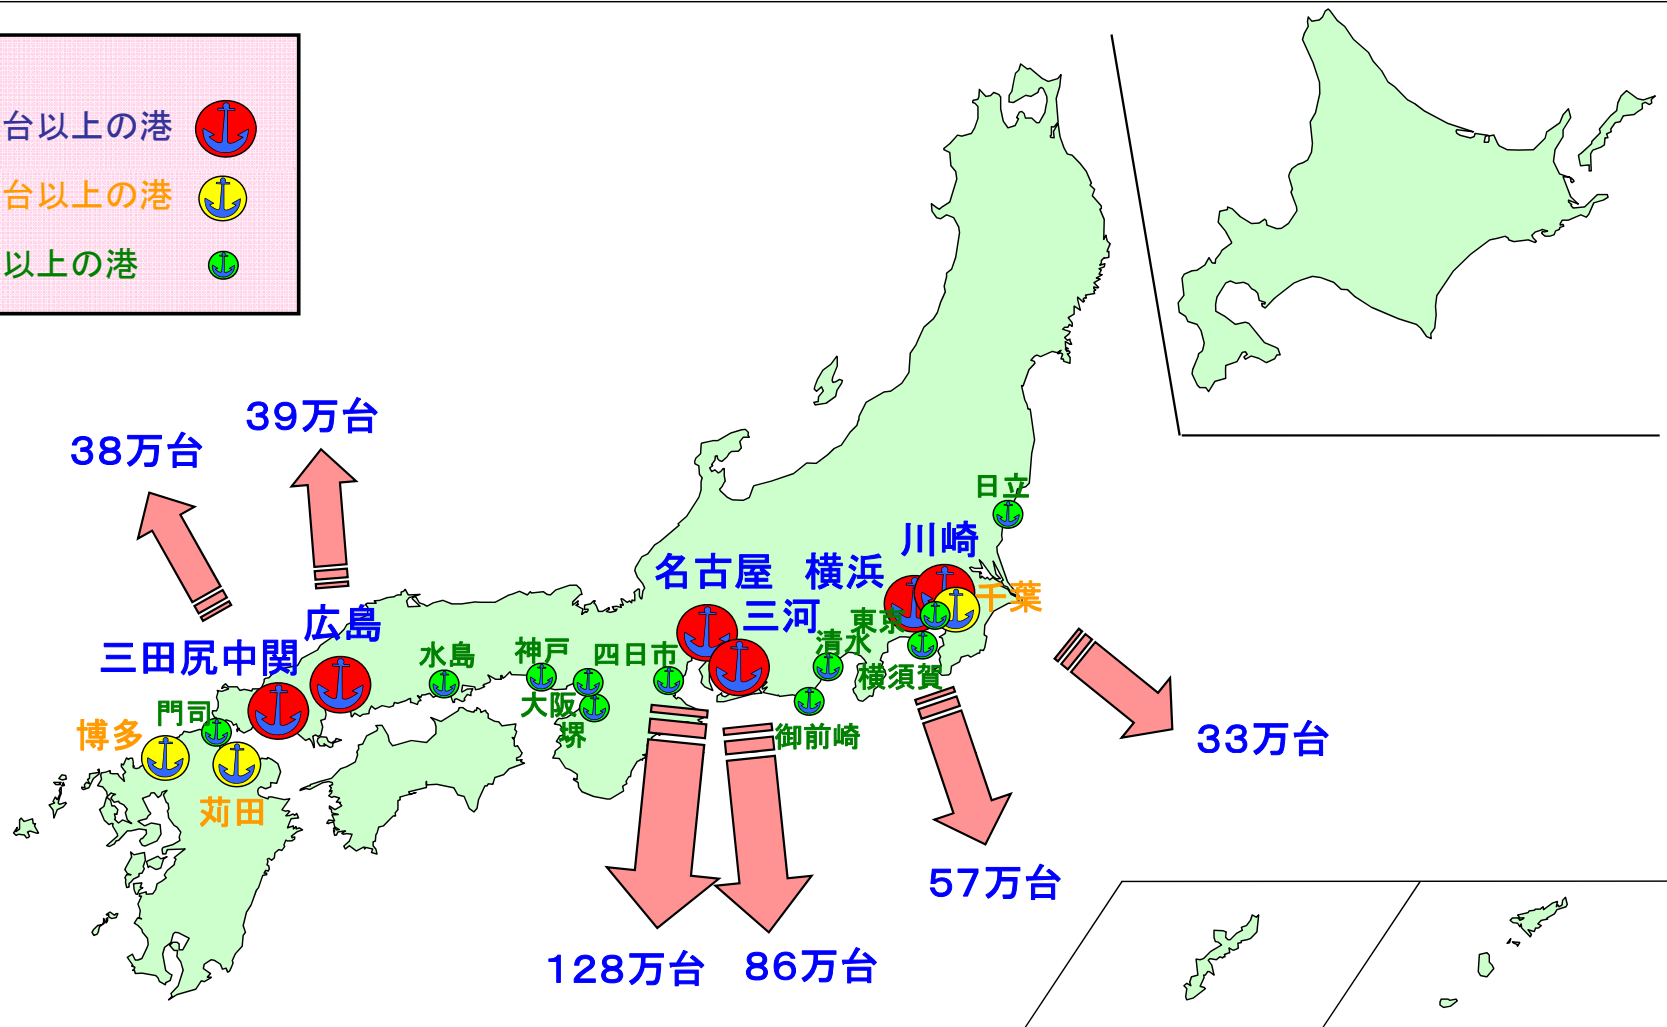 台以上の港
台以上の港
以上の港
39万台
38万台
日立
川崎
名古屋
横浜
千葉
三河
広島
東京
清水
三田尻中関
水島
神戸
四日市
横須賀
大阪
門司
堺
博多
御前崎
苅田
33万台
57万台
128万台
86万台